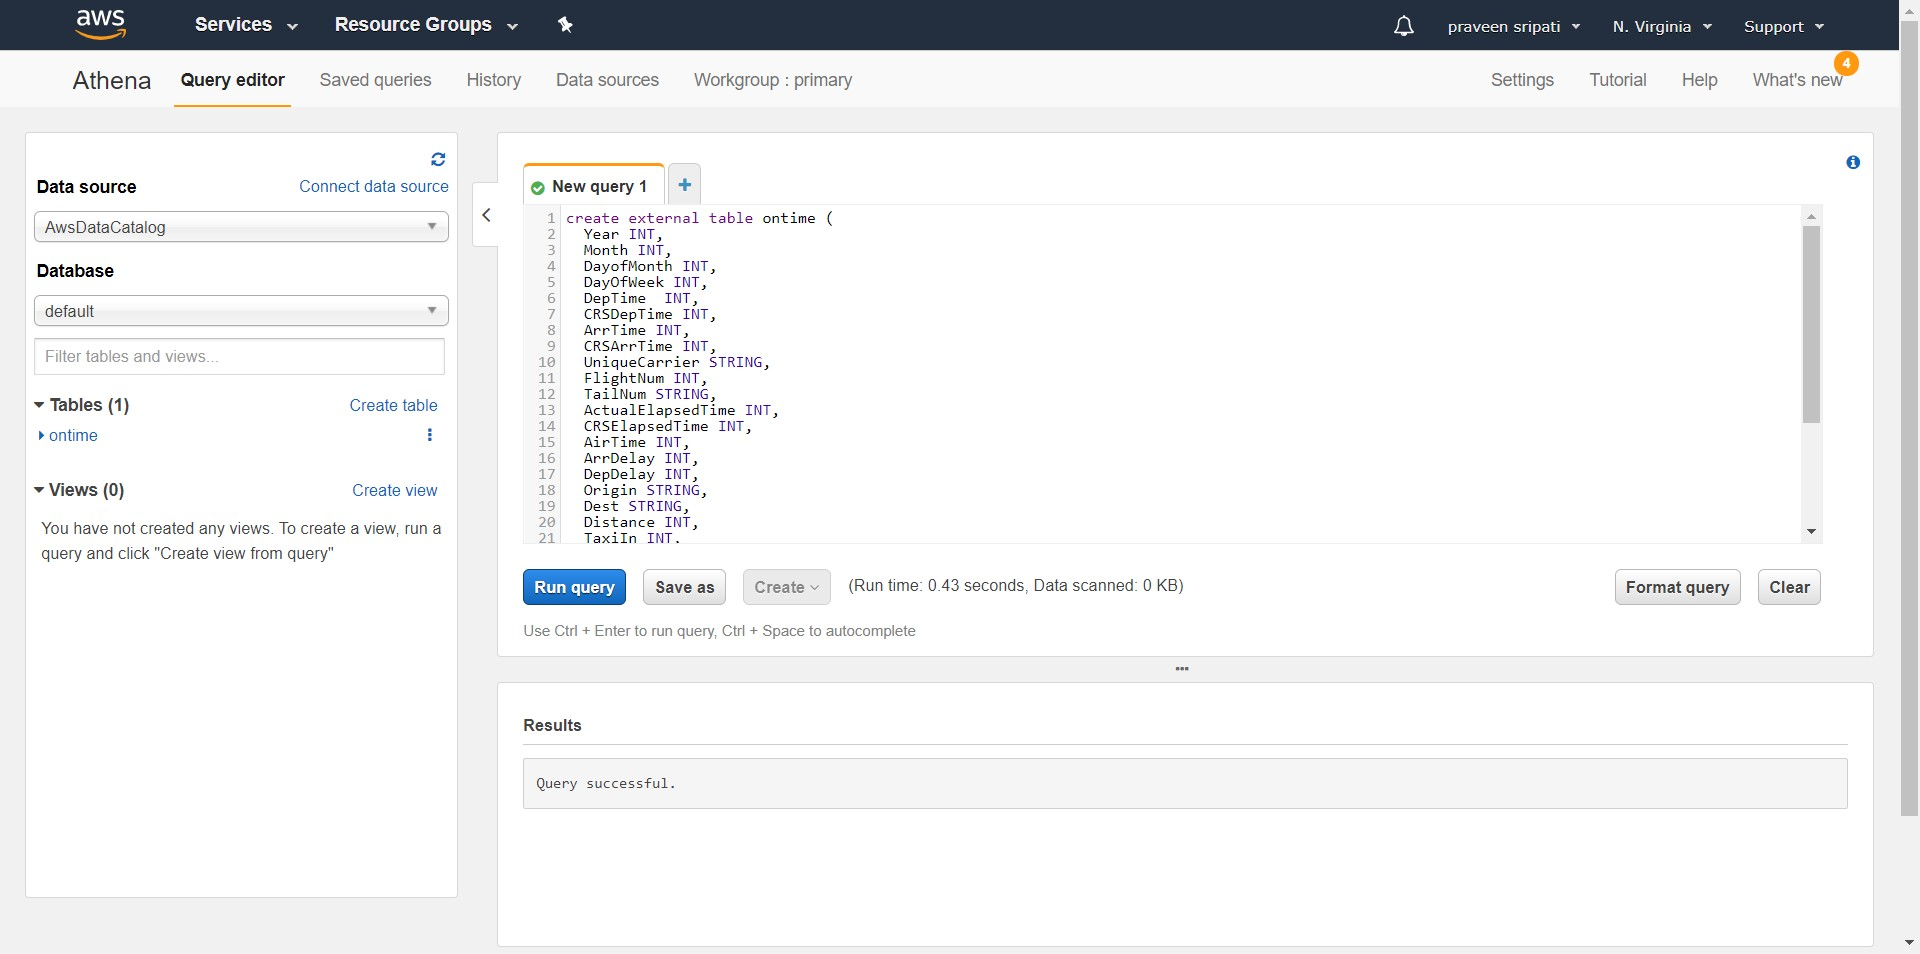 aws Services Resource Groups praveen sripati N. Virginia Support
Athena Query editor Saved queries History Data sources Workgroup : primary Settings Tutorial Help What's new 4
Data source Connect data source
AwsDataCatalog
Database
default
Filter tables and views...
Tables (1) Create table
ontime
Views (0) Create view
You have not created any views. To create a view, run a
query and click "Create view from query"
New query 1 +
1 create external table ontime (
2 Year INT,
3 Month INT,
4 DayofMonth INT,
5 DayOfWeek INT,
6 DepTime  INT,
7 CRSDepTime INT,
8 ArrTime INT,
9 CRSArrTime INT,
10 UniqueCarrier STRING,
11 FlightNum INT,
12 TailNum STRING,
13 ActualElapsedTime INT,
14 CRSElapsedTime INT,
15 AirTime INT,
16 ArrDelay INT,
17 DepDelay INT,
18 Origin STRING,
19 Dest STRING,
20 Distance INT,
21 TaxiIn INT,
Run query Save as Create (Run time: 0.43 seconds, Data scanned: 0 KB) Format query Clear
Use Ctrl + Enter to run query, Ctrl + Space to autocomplete
Results
Query successful.